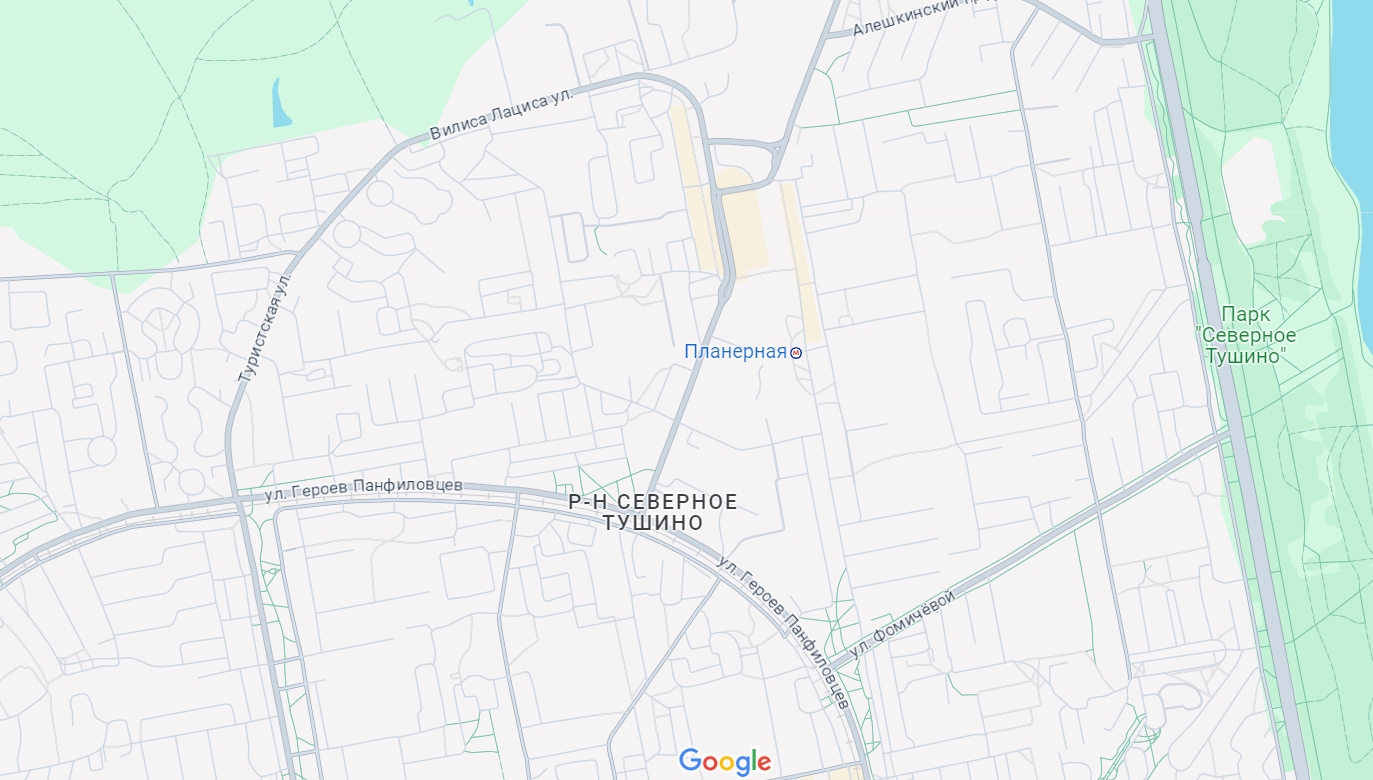 Алешкинский
Вилиса Лациса ул.
Туристская ул.
Парк
"Северное
Тушино"
Планерная
ул. Героев Панфиловцев
Р-Н СЕВЕРНОЕ
ТУШИНО
ул. Героев Панфиловцев
ул. Фомичёвой
Google